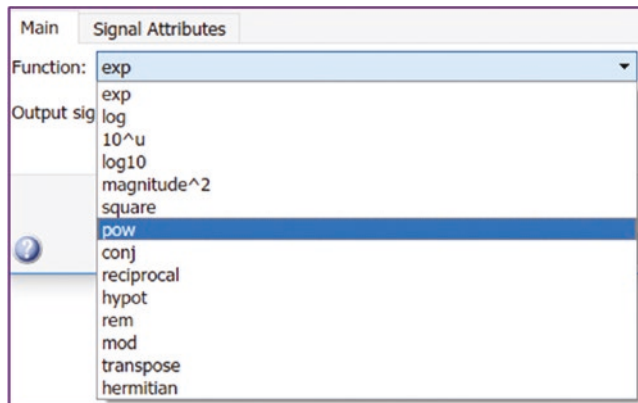 Main Signal Attributes
Function: exp
exp
Output sig log
10^u
log10
magnitude^2
square
pow
conj
reciprocal
hypot
rem
mod
transpose
hermitian